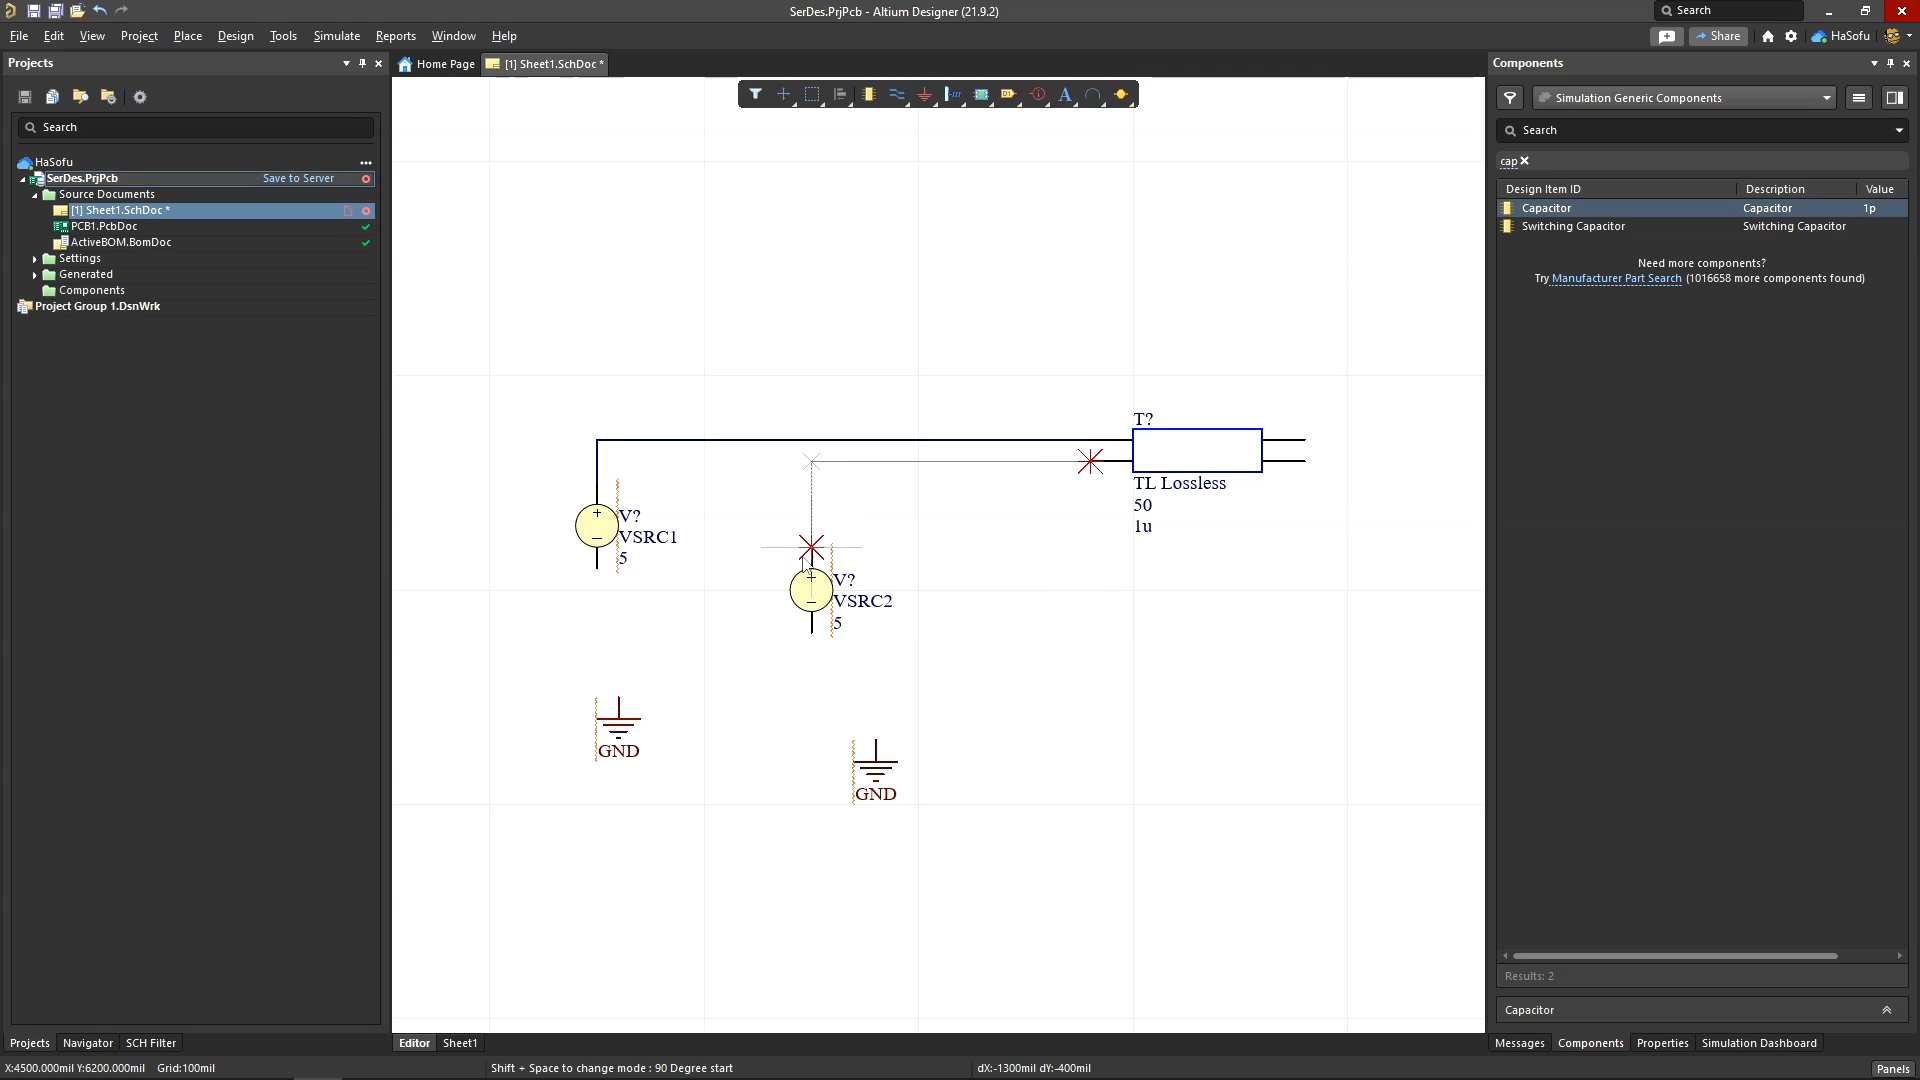 SerDes.PrjPcb - Altium Designer (21.9.2)
Search
File Edit View Project Place Design Tools Simulate Reports Window Help
Share
HaSofu
Projects
Home Page
[1] Sheet1.SchDoc *
Components
Simulation Generic Components
Search
Search
cap
HaSofu
SerDes.PrjPcb
Save to Server
Source Documents
[1] Sheet1.SchDoc *
PCB1.PcbDoc
ActiveBOM.BomDoc
Settings
Generated
Components
Project Group 1.DsnWrk
Design Item ID Description Value
Capacitor Capacitor 1p
Switching Capacitor Switching Capacitor
Need more components?
Try Manufacturer Part Search (1016658 more components found)
T?
TL Lossless
50
1u
V?
VSRC1
5
V?
VSRC2
5
GND
GND
Results: 2
Capacitor
Projects Navigator SCH Filter
Editor Sheet1
Messages Components Properties Simulation Dashboard
X:4500.000mil Y:6200.000mil Grid:100mil
Shift + Space to change mode : 90 Degree start
dX:-1300mil dY:-400mil
Panels